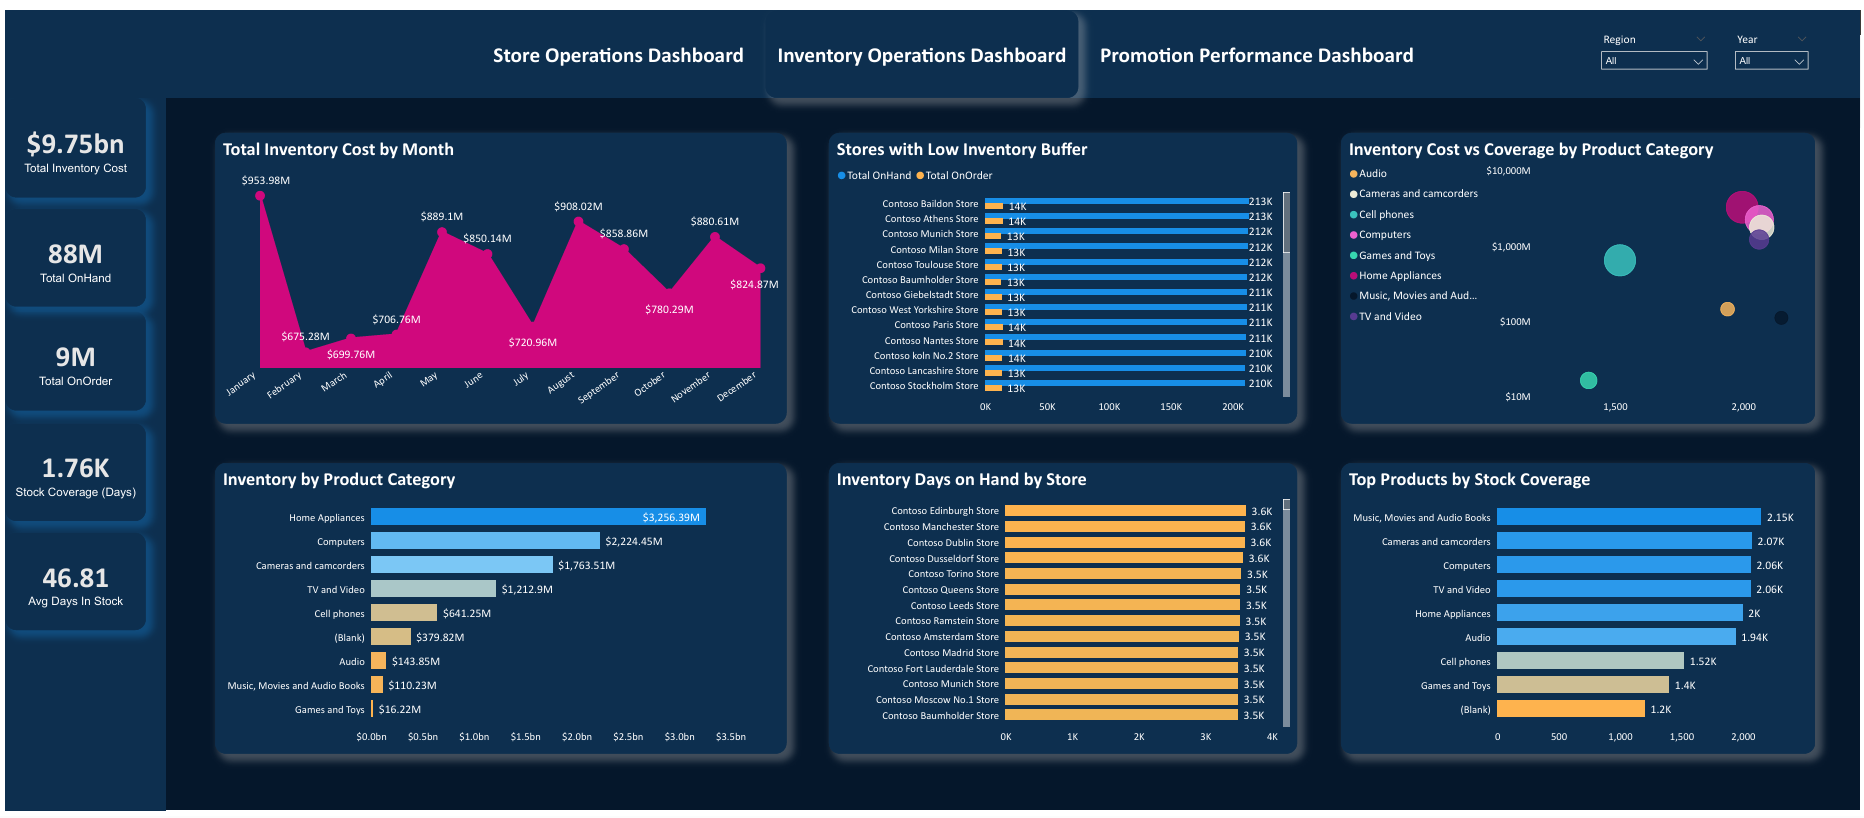 Store Operations Dashboard
Inventory Operations Dashboard
Promotion Performance Dashboard
Region
All
Year
All
$9.75bn
Total Inventory Cost
88M
Total OnHand
9M
Total OnOrder
1.76K
Stock Coverage (Days)
46.81
Avg Days In Stock
Total Inventory Cost by Month
$953.98M
$675.28M
$699.76M
$706.76M
$889.1M
$850.14M
$720.96M
$908.02M
$858.86M
$780.29M
$880.61M
$824.87M
January
February
March
April
May
June
July
August
September
October
November
December
Stores with Low Inventory Buffer
Total OnHand Total OnOrder
Contoso Baildon Store 213K 14K
Contoso Athens Store 213K 14K
Contoso Munich Store 212K 13K
Contoso Milan Store 212K 13K
Contoso Toulouse Store 212K 13K
Contoso Baumholder Store 212K 13K
Contoso Giebelstadt Store 211K 13K
Contoso West Yorkshire Store 211K 13K
Contoso Paris Store 211K 14K
Contoso Nantes Store 211K 14K
Contoso koln No.2 Store 210K 14K
Contoso Lancashire Store 210K 13K
Contoso Stockholm Store 210K 13K
0K 50K 100K 150K 200K
Inventory Cost vs Coverage by Product Category
Audio
Cameras and camcorders
Cell phones
Computers
Games and Toys
Home Appliances
Music, Movies and Aud...
TV and Video
$10,000M
$1,000M
$100M
$10M
1,500 2,000
Inventory by Product Category
Home Appliances $3,256.39M
Computers $2,224.45M
Cameras and camcorders $1,763.51M
TV and Video $1,212.9M
Cell phones $641.25M
(Blank) $379.82M
Audio $143.85M
Music, Movies and Audio Books $110.23M
Games and Toys $16.22M
$0.0bn $0.5bn $1.0bn $1.5bn $2.0bn $2.5bn $3.0bn $3.5bn
Inventory Days on Hand by Store
Contoso Edinburgh Store 3.6K
Contoso Manchester Store 3.6K
Contoso Dublin Store 3.6K
Contoso Dusseldorf Store 3.6K
Contoso Torino Store 3.5K
Contoso Queens Store 3.5K
Contoso Leeds Store 3.5K
Contoso Ramstein Store 3.5K
Contoso Amsterdam Store 3.5K
Contoso Madrid Store 3.5K
Contoso Fort Lauderdale Store 3.5K
Contoso Munich Store 3.5K
Contoso Moscow No.1 Store 3.5K
Contoso Baumholder Store 3.5K
0K 1K 2K 3K 4K
Top Products by Stock Coverage
Music, Movies and Audio Books 2.15K
Cameras and camcorders 2.07K
Computers 2.06K
TV and Video 2.06K
Home Appliances 2K
Audio 1.94K
Cell phones 1.52K
Games and Toys 1.4K
(Blank) 1.2K
0 500 1,000 1,500 2,000